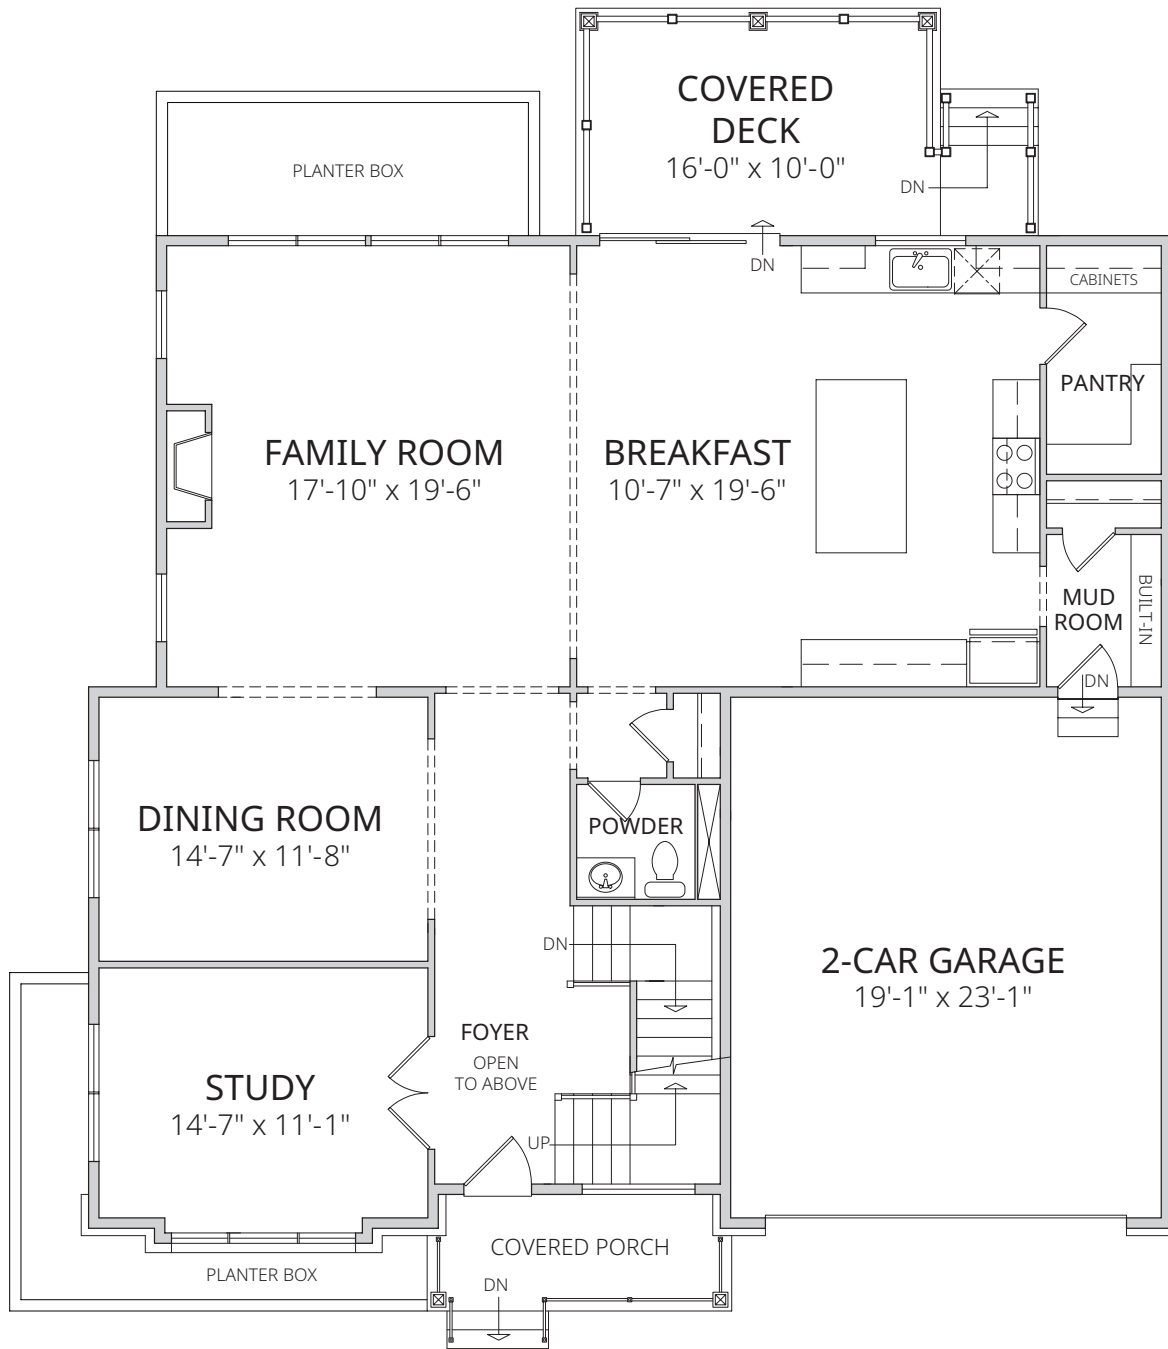 COVERED
DECK
16'-0" x 10'-0"
PLANTER BOX
DN
DN
CABINETS
PANTRY
FAMILY ROOM
17'-10" x 19'-6"
BREAKFAST
10'-7" x 19'-6"
MUD
ROOM
BUILT-IN
DN
DINING ROOM
14'-7" x 11'-8"
POWDER
DN
2-CAR GARAGE
19'-1" x 23'-1"
FOYER
OPEN
TO ABOVE
STUDY
14'-7" x 11'-1"
UP
COVERED PORCH
PLANTER BOX
DN